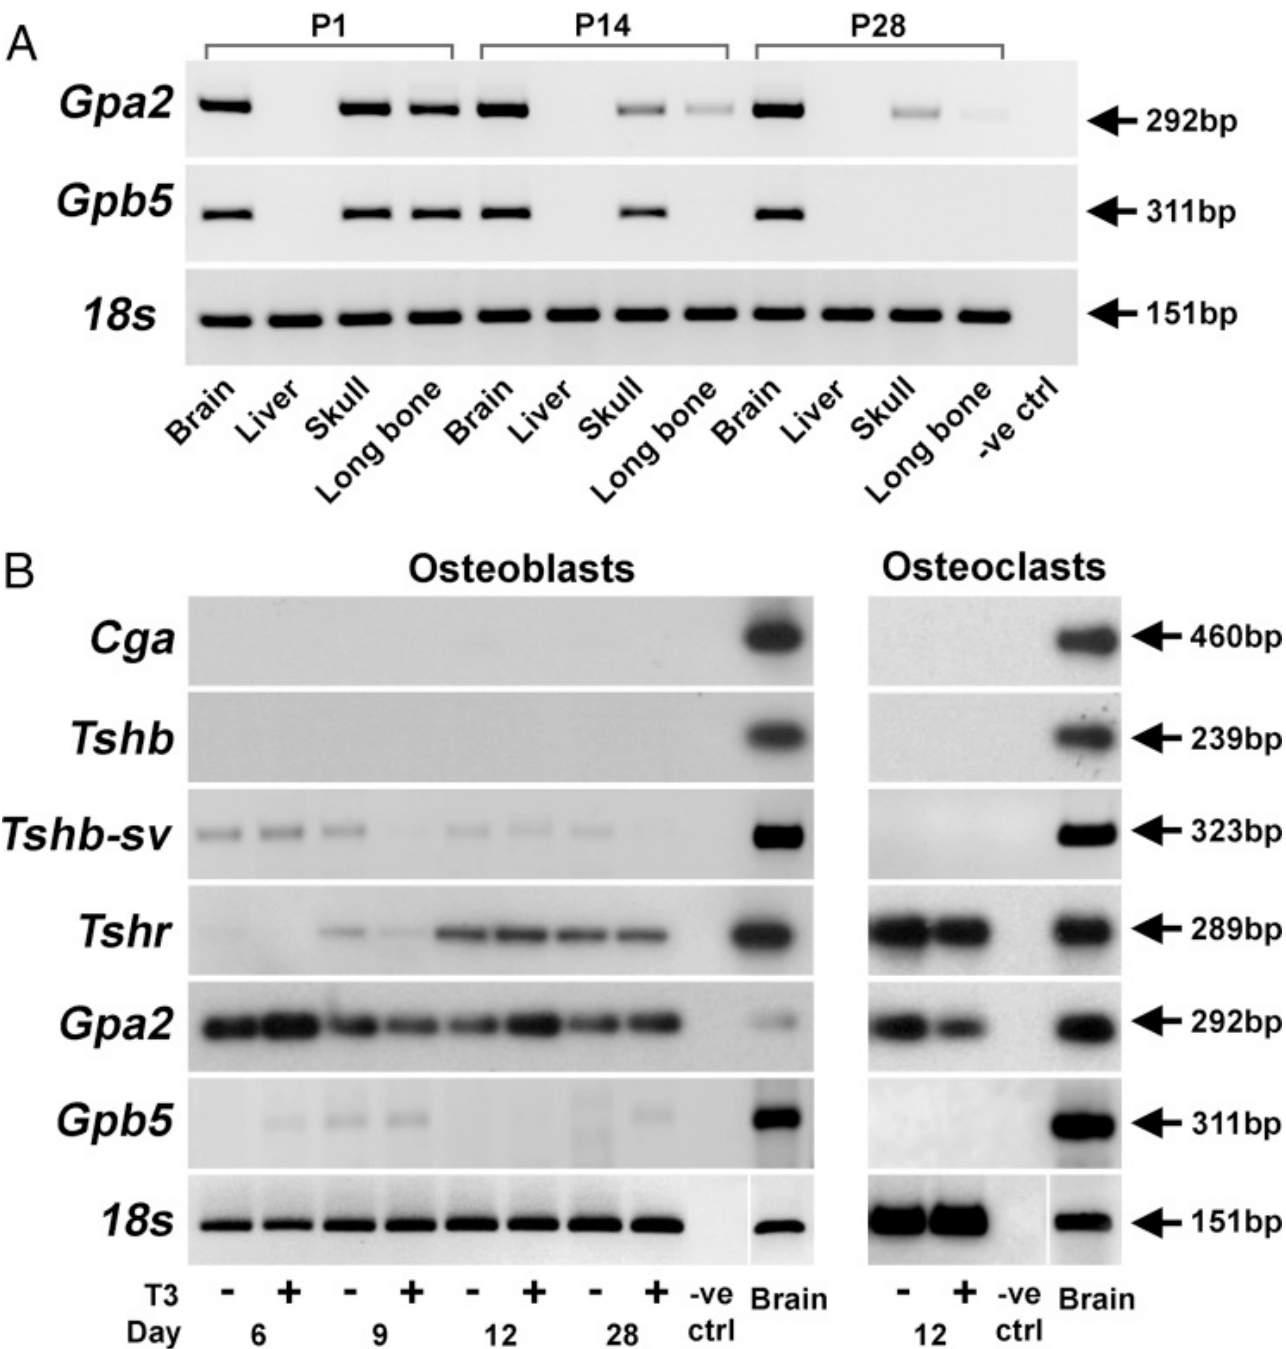 A
P1 P14 P28
Gpa2 292bp
Gpb5 311bp
18s 151bp
Brain Liver Skull Long bone Brain Liver Skull Long bone Brain Liver Skull Long bone -ve ctrl
B
Osteoblasts Osteoclasts
Cga 460bp
Tshb 239bp
Tshb-sv 323bp
Tshr 289bp
Gpa2 292bp
Gpb5 311bp
18s 151bp
T3 - + - + - + - + -ve Brain - + -ve Brain
Day 6 9 12 28 ctrl 12 ctrl